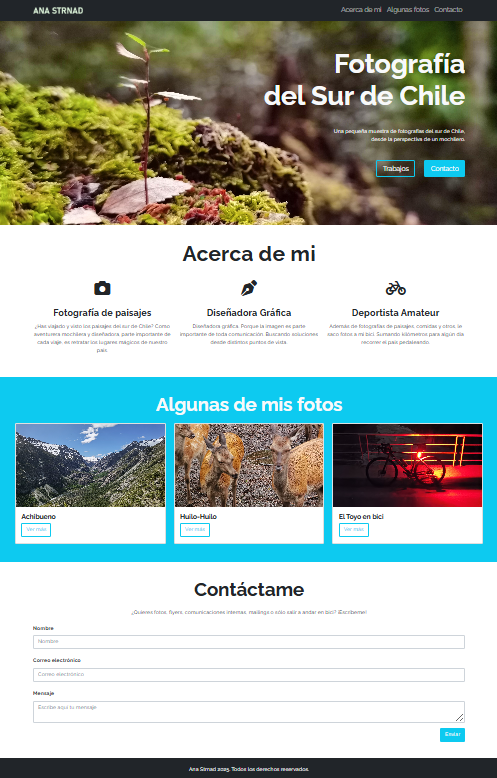 ANA STRNAD
Acerca de mi Algunas fotos Contacto
Fotografía
del Sur de Chile
Una pequeña muestra de fotografías del sur de Chile,
desde la perspectiva de un mochilero.
Trabajos Contacto
Acerca de mi
Fotografía de paisajes
¿Has viajado y visto los paisajes del sur de Chile? Como
aventurera mochilera y diseñadora, parte importante de
cada viaje, es retratar los lugares mágicos de nuestro
país.
Diseñadora Gráfica
Diseñadora gráfica. Porque la imagen es parte
importante de toda comunicación. Buscando soluciones
desde distintos puntos de vista.
Deportista Amateur
Además de fotografías de paisajes, comidas y otros, le
saco fotos a mi bici. Sumando kilómetros para algún día
recorrer el país pedaleando.
Algunas de mis fotos
Achibueno
Ver más
Huilo-Huilo
Ver más
El Toyo en bici
Ver más
Contáctame
¿Quieres fotos, flyers, comunicaciones internas, mailings o sólo salir a andar en bici? ¡Escríbeme!
Nombre
Nombre
Correo electrónico
Correo electrónico
Mensaje
Escribe aquí tu mensaje
Enviar
Ana Strnad 2025. Todos los derechos reservados.